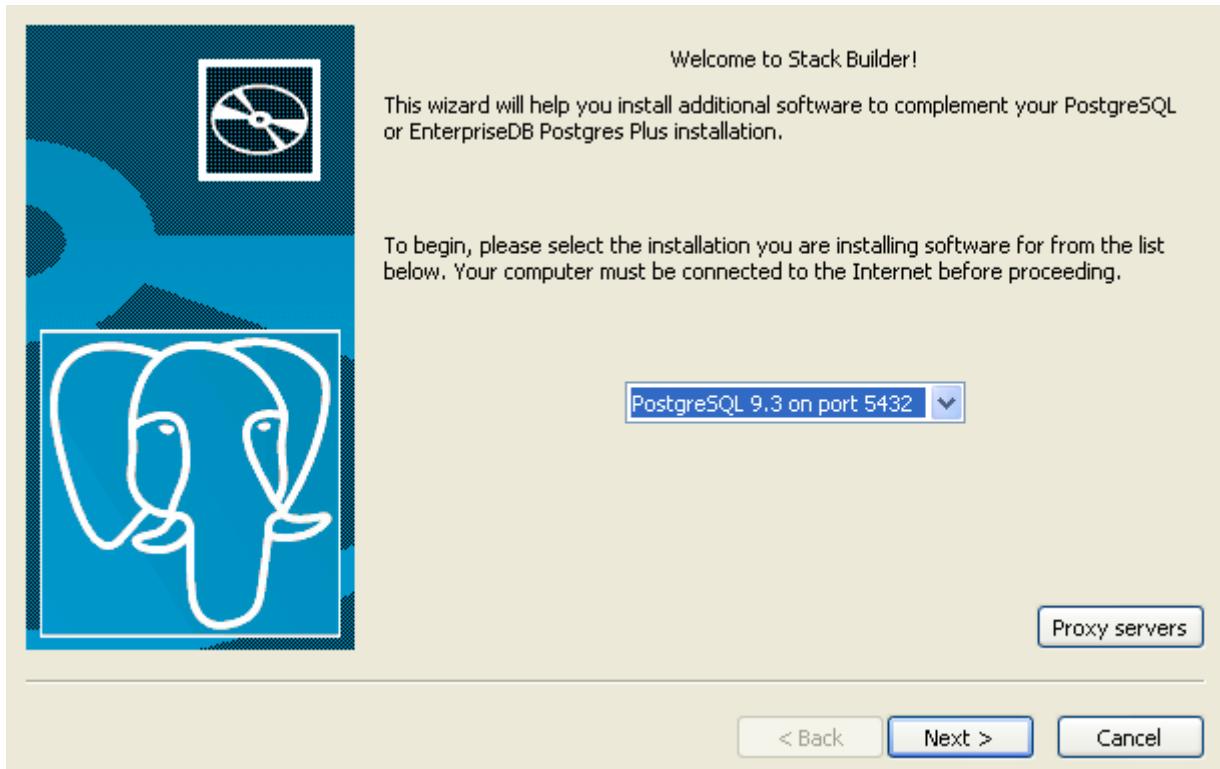 Welcome to Stack Builder!
This wizard will help you install additional software to complement your PostgreSQL
or EnterpriseDB Postgres Plus installation.
To begin, please select the installation you are installing software for from the list
below. Your computer must be connected to the Internet before proceeding.
PostgreSQL 9.3 on port 5432
Proxy servers
< Back Next > Cancel